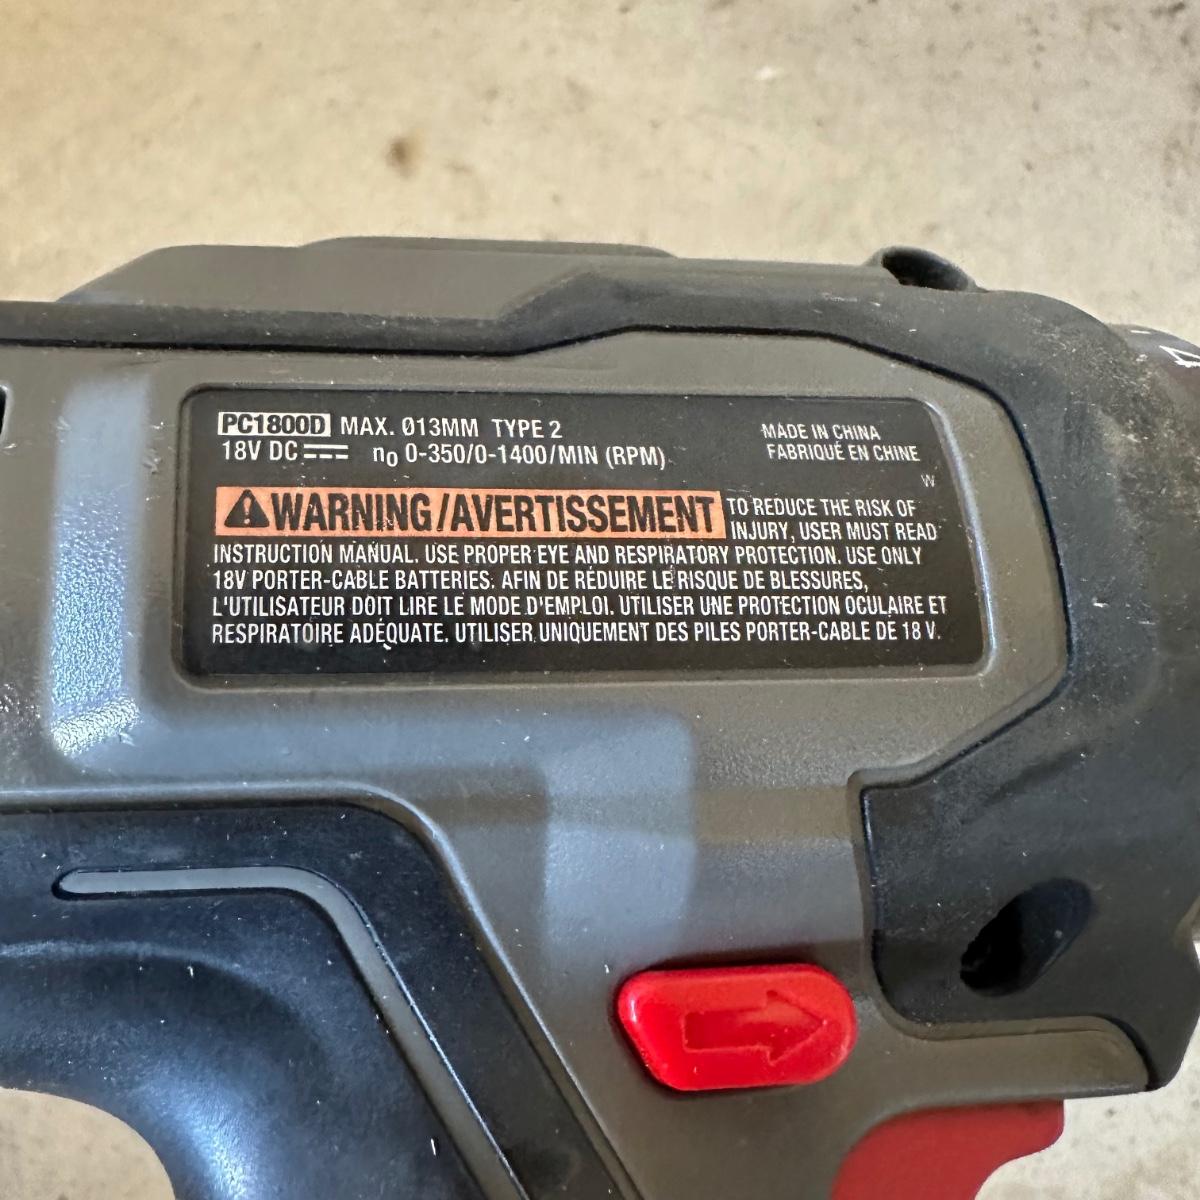 PC1800D MAX. Ø13MM TYPE 2
18V DC n0 0-350/0-1400/MIN (RPM)
MADE IN CHINA
FABRIQUÉ EN CHINE
W
⚠WARNING/AVERTISSEMENT TO REDUCE THE RISK OF
INJURY, USER MUST READ
INSTRUCTION MANUAL. USE PROPER EYE AND RESPIRATORY PROTECTION. USE ONLY
18V PORTER-CABLE BATTERIES. AFIN DE RÉDUIRE LE RISQUE DE BLESSURES,
L'UTILISATEUR DOIT LIRE LE MODE D'EMPLOI. UTILISER UNE PROTECTION OCULAIRE ET
RESPIRATOIRE ADÉQUATE. UTILISER UNIQUEMENT DES PILES PORTER-CABLE DE 18 V.